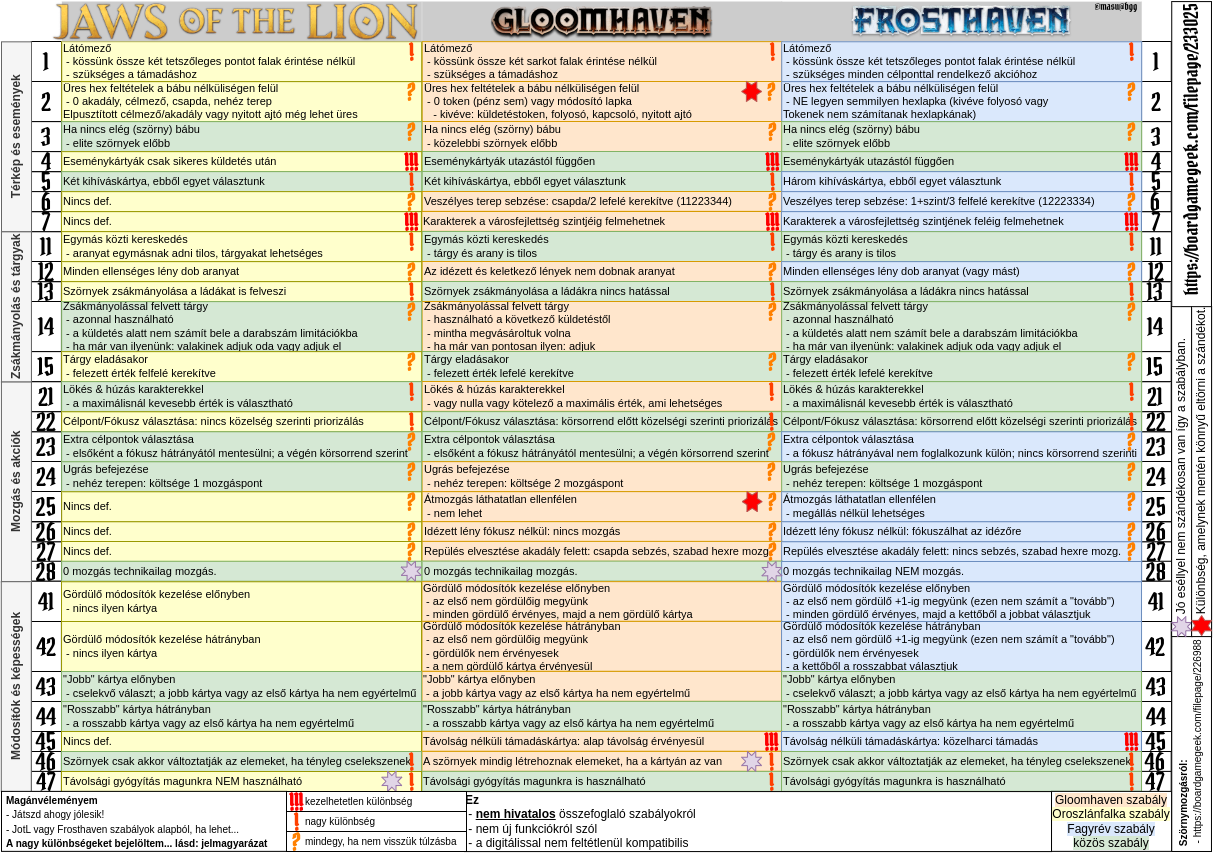 JAWS OF THE LION
GLOOMHAVEN
FROSTHAVEN
@masw@bgg
https://boardgamegeek.com/filepage/233025
Térkép és események
1
Látómező
- kössünk össze két tetszőleges pontot falak érintése nélkül
- szükséges a támadáshoz
!
Látómező
- kössünk össze két sarkot falak érintése nélkül
- szükséges a támadáshoz
!
Látómező
- kössünk össze két tetszőleges pontot falak érintése nélkül
- szükséges minden célponttal rendelkező akcióhoz
!
1
2
Üres hex feltételek a bábu nélküliségen felül
- 0 akadály, célmező, csapda, nehéz terep
Elpusztított célmező/akadály vagy nyitott ajtó még lehet üres
?
Üres hex feltételek a bábu nélküliségen felül
- 0 token (pénz sem) vagy módosító lapka
- kivéve: küldetéstoken, folyosó, kapcsoló, nyitott ajtó
?
Üres hex feltételek a bábu nélküliségen felül
- NE legyen semmilyen hexlapka (kivéve folyosó vagy
Tokenek nem számítanak hexlapkának)
?
2
3
Ha nincs elég (szörny) bábu
- elite szörnyek előbb
?
Ha nincs elég (szörny) bábu
- közelebbi szörnyek előbb
?
Ha nincs elég (szörny) bábu
- elite szörnyek előbb
?
3
4
Eseménykártyák csak sikeres küldetés után
!!!
Eseménykártyák utazástól függően
!!!
Eseménykártyák utazástól függően
!!!
4
5
Két kihíváskártya, ebből egyet választunk
!
Két kihíváskártya, ebből egyet választunk
!
Három kihíváskártya, ebből egyet választunk
!
5
6
Nincs def.
?
Veszélyes terep sebzése: csapda/2 lefelé kerekítve (11223344)
?
Veszélyes terep sebzése: 1+szint/3 felfelé kerekítve (12223334)
?
6
7
Nincs def.
!!!
Karakterek a városfejlettség szintjéig felmehetnek
!!!
Karakterek a városfejlettség szintjének feléig felmehetnek
!!!
7
Zsákmányolás és tárgyak
11
Egymás közti kereskedés
- aranyat egymásnak adni tilos, tárgyakat lehetséges
!
Egymás közti kereskedés
- tárgy és arany is tilos
!
Egymás közti kereskedés
- tárgy és arany is tilos
!
11
12
Minden ellenséges lény dob aranyat
?
Az idézett és keletkező lények nem dobnak aranyat
?
Minden ellenséges lény dob aranyat (vagy mást)
?
12
13
Szörnyek zsákmányolása a ládákat is felveszi
!
Szörnyek zsákmányolása a ládákra nincs hatással
!
Szörnyek zsákmányolása a ládákra nincs hatással
!
13
14
Zsákmányolással felvett tárgy
- azonnal használható
- a küldetés alatt nem számít bele a darabszám limitációkba
- ha már van ilyenünk: valakinek adjuk oda vagy adjuk el
?
Zsákmányolással felvett tárgy
- használható a következő küldetéstől
- mintha megvásároltuk volna
- ha már van pontosan ilyen: adjuk
?
Zsákmányolással felvett tárgy
- azonnal használható
- a küldetés alatt nem számít bele a darabszám limitációkba
- ha már van ilyenünk: valakinek adjuk oda vagy adjuk el
?
14
15
Tárgy eladásakor
- felezett érték felfelé kerekítve
?
Tárgy eladásakor
- felezett érték lefelé kerekítve
?
Tárgy eladásakor
- felezett érték lefelé kerekítve
?
15
Mozgás és akciók
21
Lökés & húzás karakterekkel
- a maximálisnál kevesebb érték is választható
!
Lökés & húzás karakterekkel
- vagy nulla vagy kötelező a maximális érték, ami lehetséges
!
Lökés & húzás karakterekkel
- a maximálisnál kevesebb érték is választható
!
21
22
Célpont/Fókusz választása: nincs közelség szerinti priorizálás
!
Célpont/Fókusz választása: körsorrend előtt közelségi szerinti priorizálás
!
Célpont/Fókusz választása: körsorrend előtt közelségi szerinti priorizálás
!
22
23
Extra célpontok választása
- elsőként a fókusz hátrányától mentesülni; a végén körsorrend szerint
?
Extra célpontok választása
- elsőként a fókusz hátrányától mentesülni; a végén körsorrend szerint
?
Extra célpontok választása
- a fókusz hátrányával nem foglalkozunk külön; nincs körsorrend szerinti
?
23
24
Ugrás befejezése
- nehéz terepen: költsége 1 mozgáspont
?
Ugrás befejezése
- nehéz terepen: költsége 2 mozgáspont
?
Ugrás befejezése
- nehéz terepen: költsége 1 mozgáspont
?
24
25
Nincs def.
?
Átmozgás láthatatlan ellenfélen
- nem lehet
?
Átmozgás láthatatlan ellenfélen
- megállás nélkül lehetséges
?
25
26
Nincs def.
?
Idézett lény fókusz nélkül: nincs mozgás
?
Idézett lény fókusz nélkül: fókuszálhat az idézőre
?
26
27
Nincs def.
?
Repülés elvesztése akadály felett: csapda sebzés, szabad hexre mozg
?
Repülés elvesztése akadály felett: nincs sebzés, szabad hexre mozg.
?
27
28
0 mozgás technikailag mozgás.
0 mozgás technikailag mozgás.
0 mozgás technikailag NEM mozgás.
28
Módosítók és képességek
41
Gördülő módosítók kezelése előnyben
- nincs ilyen kártya
Gördülő módosítók kezelése előnyben
- az első nem gördülőig megyünk
- minden gördülő érvényes, majd a nem gördülő kártya
Gördülő módosítók kezelése előnyben
- az első nem gördülő +1-ig megyünk (ezen nem számít a "tovább")
- minden gördülő érvényes, majd a kettőből a jobbat választjuk
41
42
Gördülő módosítók kezelése hátrányban
- nincs ilyen kártya
Gördülő módosítók kezelése hátrányban
- az első nem gördülőig megyünk
- gördülők nem érvényesek
- a nem gördülő kártya érvényesül
Gördülő módosítók kezelése hátrányban
- az első nem gördülő +1-ig megyünk (ezen nem számít a "tovább")
- gördülők nem érvényesek
- a kettőből a rosszabbat választjuk
42
43
"Jobb" kártya előnyben
- cselekvő választ; a jobb kártya vagy az első kártya ha nem egyértelmű
"Jobb" kártya előnyben
- a jobb kártya vagy az első kártya ha nem egyértelmű
"Jobb" kártya előnyben
- cselekvő választ; a jobb kártya vagy az első kártya ha nem egyértelmű
43
44
"Rosszabb" kártya hátrányban
- a rosszabb kártya vagy az első kártya ha nem egyértelmű
"Rosszabb" kártya hátrányban
- a rosszabb kártya vagy az első kártya ha nem egyértelmű
"Rosszabb" kártya hátrányban
- a rosszabb kártya vagy az első kártya ha nem egyértelmű
44
45
Nincs def.
Távolság nélküli támadáskártya: alap távolság érvényesül
!!!
Távolság nélküli támadáskártya: közelharci támadás
!!!
45
46
Szörnyek csak akkor változtatják az elemeket, ha tényleg cselekszenek
!
A szörnyek mindig létrehoznak elemeket, ha a kártyán az van
!
Szörnyek csak akkor változtatják az elemeket, ha tényleg cselekszenek
!
46
47
Távolsági gyógyítás magunkra NEM használható
!
Távolsági gyógyítás magunkra is használható
!
Távolsági gyógyítás magunkra is használható
!
47
Jó eséllyel nem szándékosan van így a szabályban.
Különbség, amelynek mentén könnyű eltörni a szándékot.
Szörnymozgásról:
- https://boardgamegeek.com/filepage/226988
Magánvéleményem
- Játszd ahogy jólesik!
- JotL vagy Frosthaven szabályok alapból, ha lehet...
A nagy különbségeket bejelöltem... lásd: jelmagyarázat
!!! kezelhetetlen különbség
! nagy különbség
? mindegy, ha nem visszük túlzásba
Ez
- nem hivatalos összefoglaló szabályokról
- nem új funkciókról szól
- a digitálissal nem feltétlenül kompatibilis
Gloomhaven szabály
Oroszlánfalka szabály
Fagyrév szabály
közös szabály